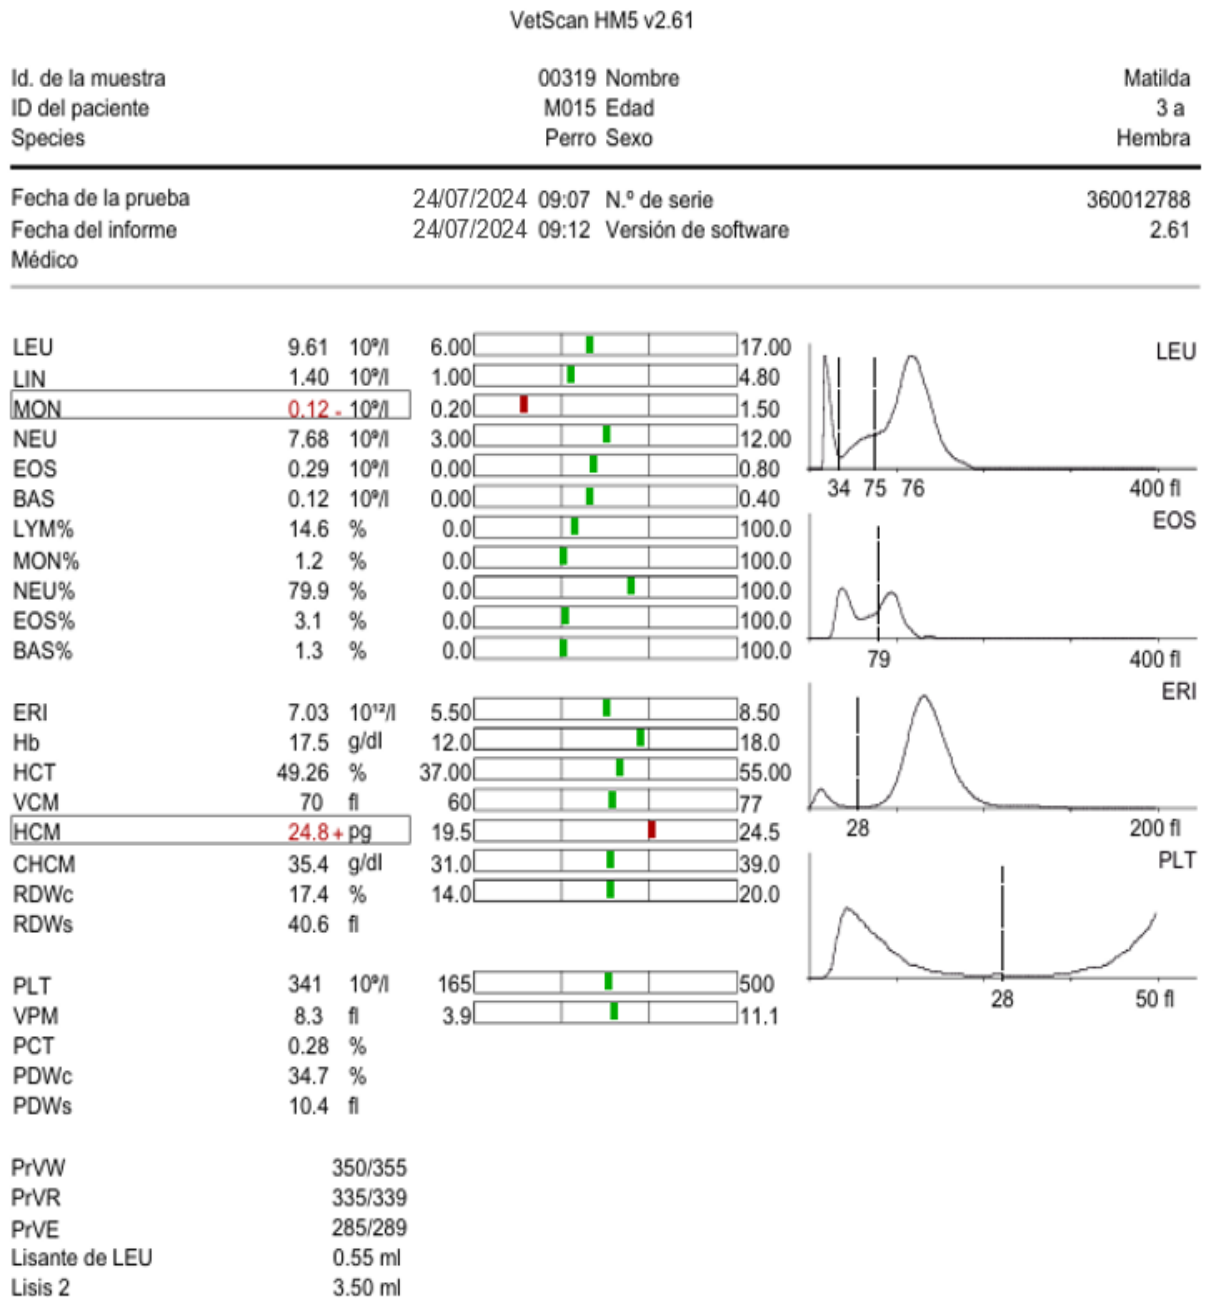 VetScan HM5 v2.61
Id. de la muestra 00319 Nombre Matilda
ID del paciente M015 Edad 3 a
Species Perro Sexo Hembra
Fecha de la prueba 24/07/2024 09:07 N.º de serie 360012788
Fecha del informe 24/07/2024 09:12 Versión de software 2.61
Médico
LEU 9.61 10⁹/l 6.00 17.00
LIN 1.40 10⁹/l 1.00 4.80
MON 0.12 - 10⁹/l 0.20 1.50
NEU 7.68 10⁹/l 3.00 12.00
EOS 0.29 10⁹/l 0.00 0.80
BAS 0.12 10⁹/l 0.00 0.40
LYM% 14.6 % 0.0 100.0
MON% 1.2 % 0.0 100.0
NEU% 79.9 % 0.0 100.0
EOS% 3.1 % 0.0 100.0
BAS% 1.3 % 0.0 100.0
ERI 7.03 10¹²/l 5.50 8.50
Hb 17.5 g/dl 12.0 18.0
HCT 49.26 % 37.00 55.00
VCM 70 fl 60 77
HCM 24.8 + pg 19.5 24.5
CHCM 35.4 g/dl 31.0 39.0
RDWc 17.4 % 14.0 20.0
RDWs 40.6 fl
PLT 341 10⁹/l 165 500
VPM 8.3 fl 3.9 11.1
PCT 0.28 %
PDWc 34.7 %
PDWs 10.4 fl
PrVW 350/355
PrVR 335/339
PrVE 285/289
Lisante de LEU 0.55 ml
Lisis 2 3.50 ml
LEU
34 75 76 400 fl
EOS
79 400 fl
ERI
28 200 fl
PLT
28 50 fl